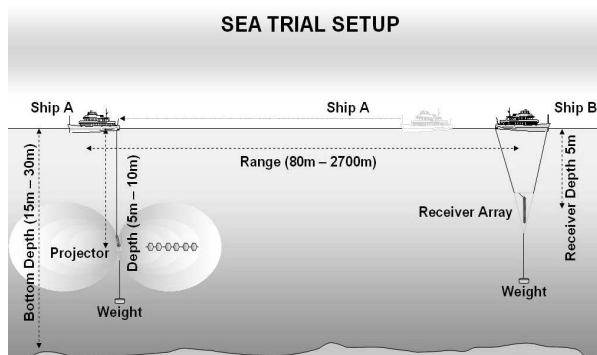 SEA TRIAL SETUP
Ship A
Ship A
Ship B
Range (80m – 2700m)
Bottom Depth (15m – 30m)
Depth (5m – 10m)
Receiver Depth 5m
Receiver Array
Projector
Weight
Weight